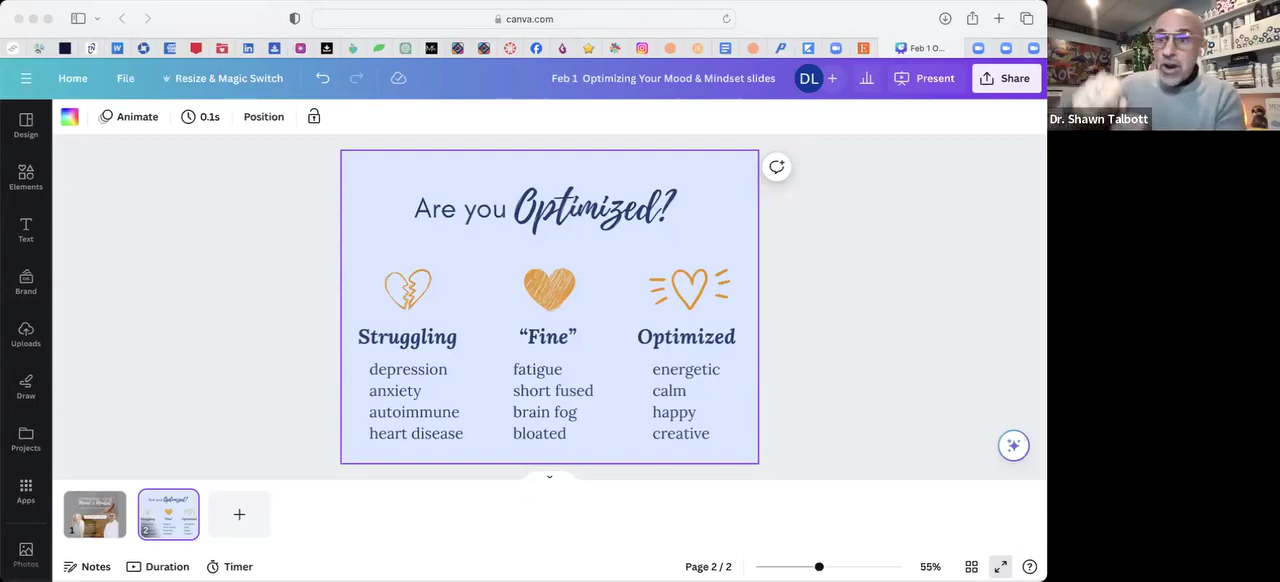 canva.com
Home
File
Resize & Magic Switch
Feb 1 Optimizing Your Mood & Mindset slides
DL
Present
Share
Feb 1 O...
Dr. Shawn Talbott
Animate
0.1s
Position
Design
Elements
Text
Brand
Uploads
Draw
Projects
Apps
Photos
Are you Optimized?
Struggling
depression
anxiety
autoimmune
heart disease
“Fine”
fatigue
short fused
brain fog
bloated
Optimized
energetic
calm
happy
creative
1
2
Notes
Duration
Timer
Page 2 / 2
55%